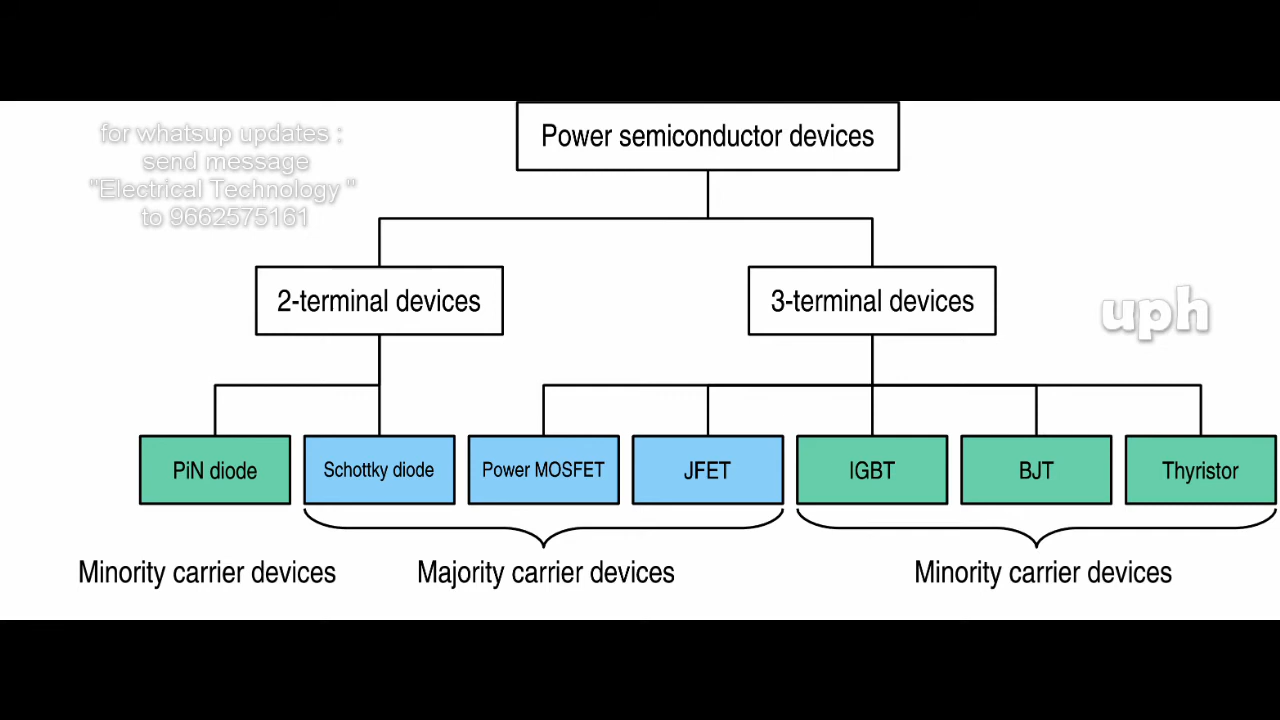 Power semiconductor devices
for whatsup updates :
send message
"Electrical Technology "
to 9662575161
2-terminal devices
3-terminal devices
uph
PiN diode
Schottky diode
Power MOSFET
JFET
IGBT
BJT
Thyristor
Minority carrier devices
Majority carrier devices
Minority carrier devices